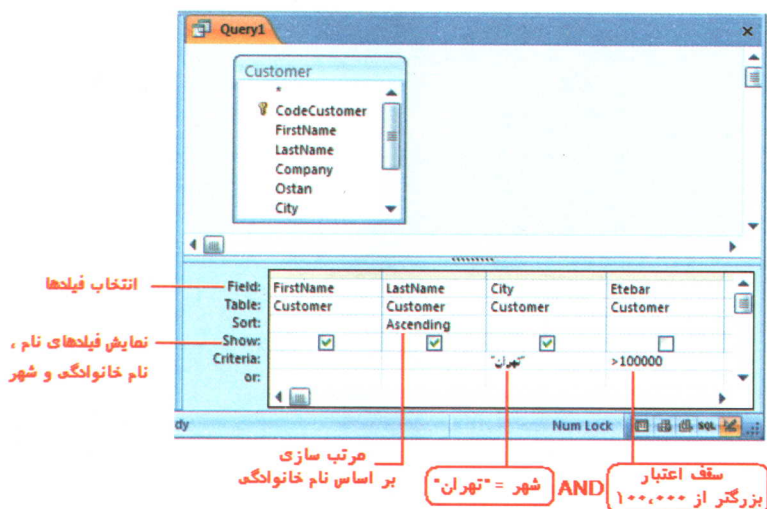 Query1
Customer
*
CodeCustomer
FirstName
LastName
Company
Ostan
City
انتخاب فیلدها
Field: FirstName LastName City Etebar
Table: Customer Customer Customer Customer
Sort: Ascending
نمایش فیلدهای نام ،
نام خانوادگی و شهر
Show:
Criteria: "تهران" >100000
or:
dy Num Lock SQL
مرتب سازی
بر اساس نام خانوادگی
شهر = "تهران"
AND
سقف اعتبار
بزرگتر از ۱۰۰,۰۰۰